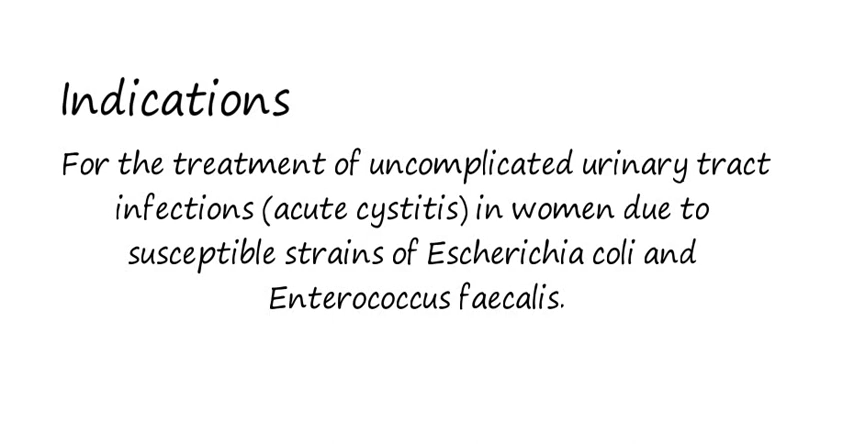 Indications
For the treatment of uncomplicated urinary tract
infections (acute cystitis) in women due to
susceptible strains of Escherichia coli and
Enterococcus faecalis.